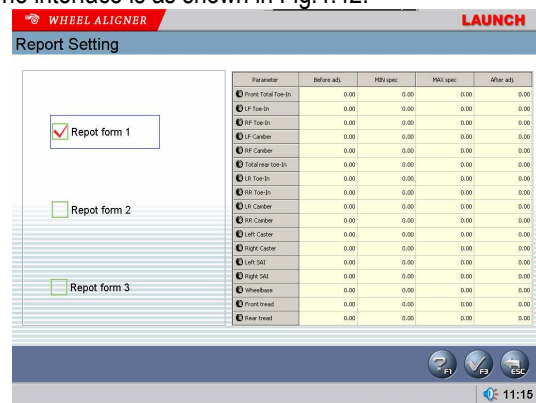 he interface is as shown in Fig.4.42.
WHEEL ALIGNER
LAUNCH
Report Setting
Repot form 1
Repot form 2
Repot form 3
Parameter Before adj. MIN spec MAX spec After adj.
Front Total Toe-In 0.00 0.00 0.00 0.00
LF Toe-In 0.00 0.00 0.00 0.00
RF Toe-In 0.00 0.00 0.00 0.00
LF Camber 0.00 0.00 0.00 0.00
RF Camber 0.00 0.00 0.00 0.00
Total rear toe-In 0.00 0.00 0.00 0.00
LR Toe-In 0.00 0.00 0.00 0.00
RR Toe-In 0.00 0.00 0.00 0.00
LR Camber 0.00 0.00 0.00 0.00
RR Camber 0.00 0.00 0.00 0.00
Left Caster 0.00 0.00 0.00 0.00
Right Caster 0.00 0.00 0.00 0.00
Left SAI 0.00 0.00 0.00 0.00
Right SAI 0.00 0.00 0.00 0.00
Wheelbase 0.00 0.00 0.00 0.00
Front tread 0.00 0.00 0.00 0.00
Rear tread 0.00 0.00 0.00 0.00
F1
F3
ESC
11:15